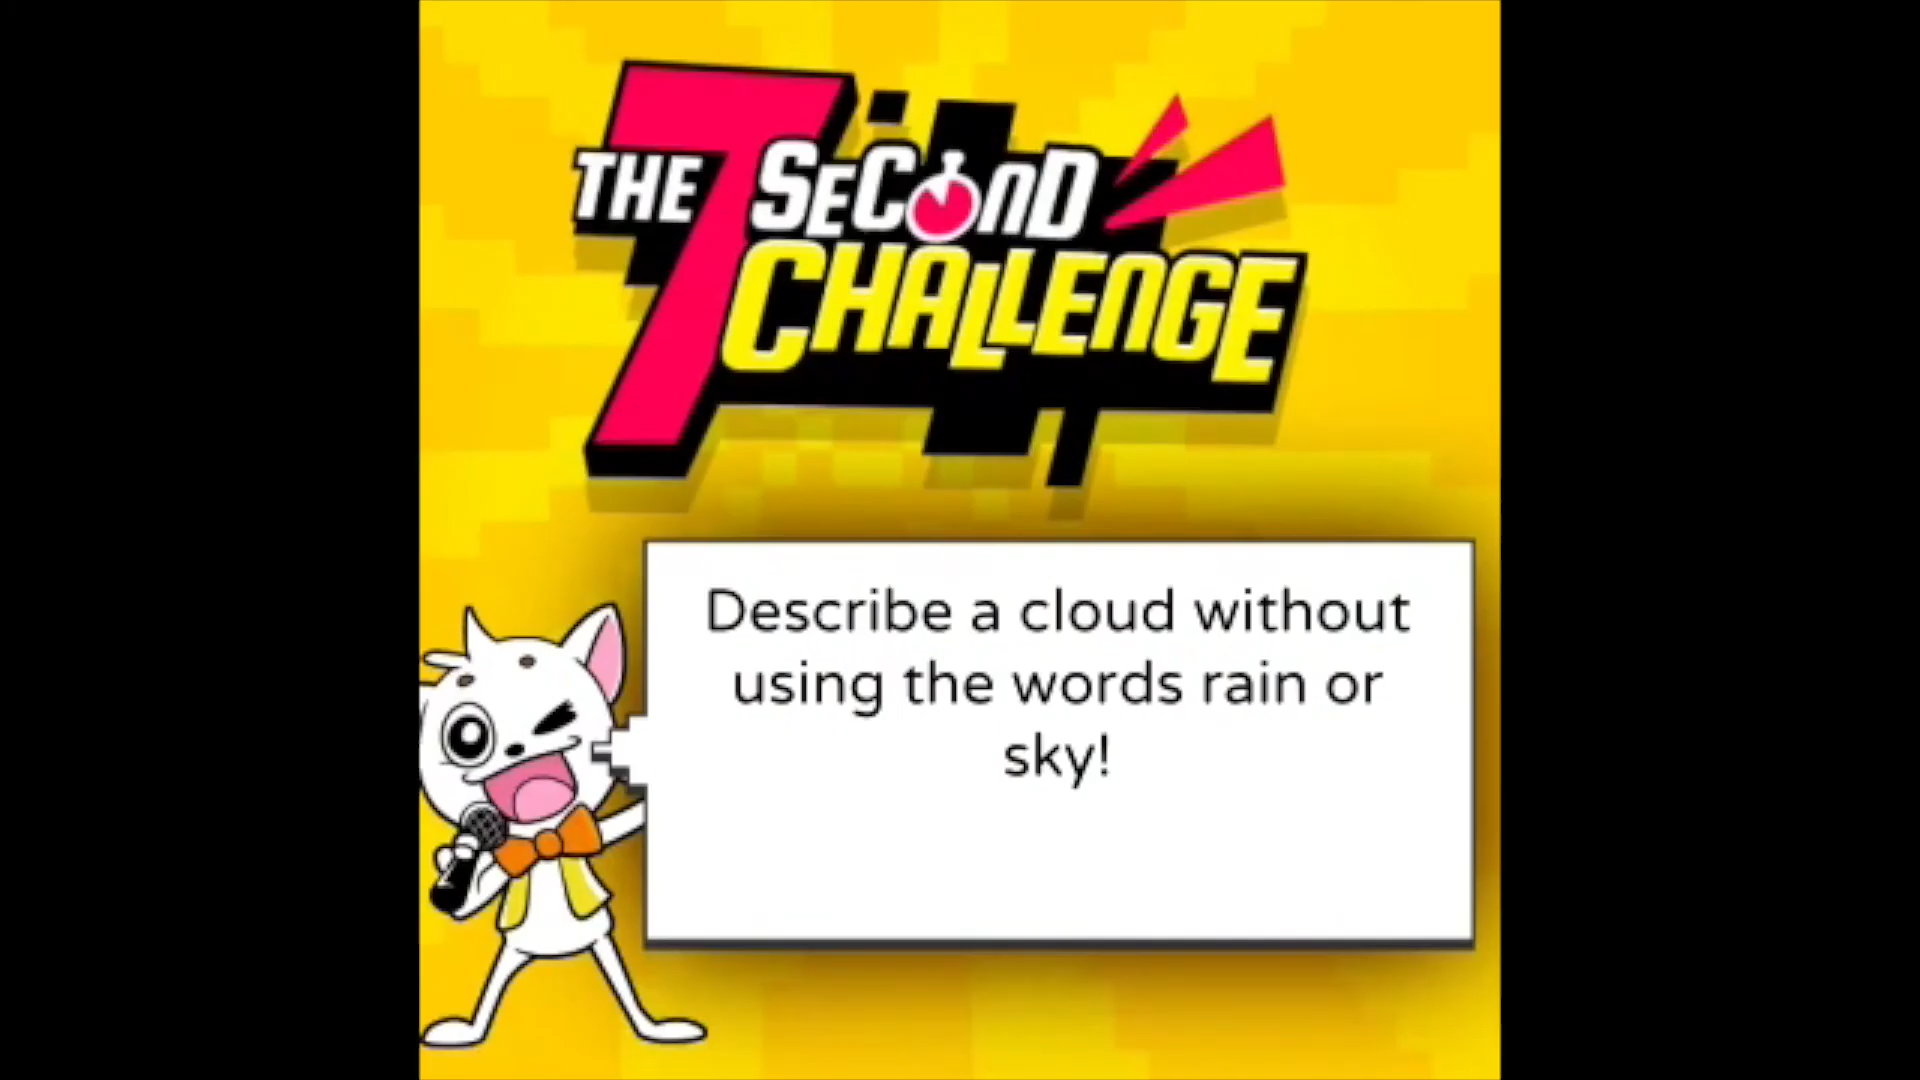 THE 7 SECOND
CHALLENGE
Describe a cloud without
using the words rain or
sky!